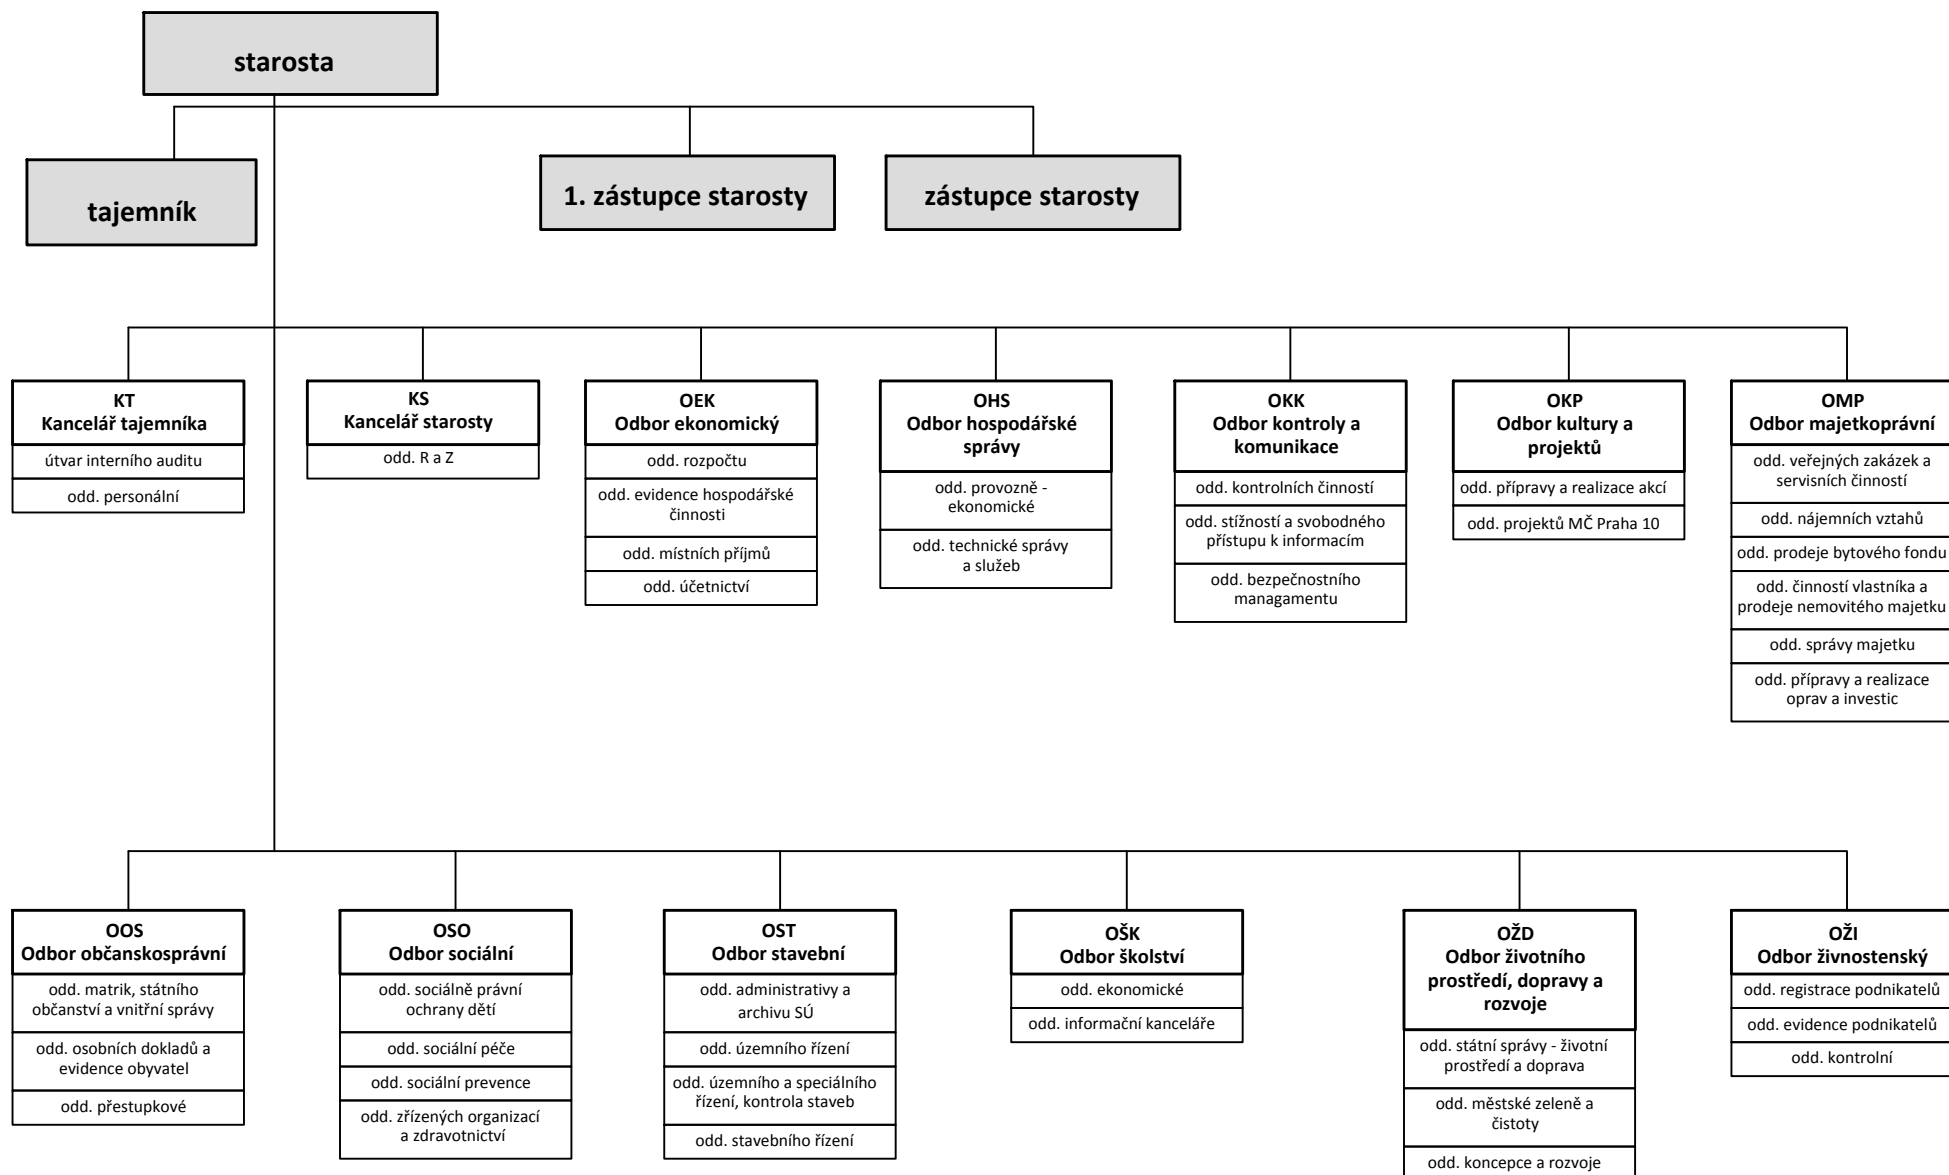 starosta
tajemník
1. zástupce starosty
zástupce starosty
KT
Kancelář tajemníka
útvar interního auditu
odd. personální
KS
Kancelář starosty
odd. R a Z
OEK
Odbor ekonomický
odd. rozpočtu
odd. evidence hospodářské
činnosti
odd. místních příjmů
odd. účetnictví
OHS
Odbor hospodářské
správy
odd. provozně -
ekonomické
odd. technické správy
a služeb
OKK
Odbor kontroly a
komunikace
odd. kontrolních činností
odd. stížností a svobodného
přístupu k informacím
odd. bezpečnostního
managamentu
OKP
Odbor kultury a
projektů
odd. přípravy a realizace akcí
odd. projektů MČ Praha 10
OMP
Odbor majetkoprávní
odd. veřejných zakázek a
servisních činností
odd. nájemních vztahů
odd. prodeje bytového fondu
odd. činností vlastníka a
prodeje nemovitého majetku
odd. správy majetku
odd. přípravy a realizace
oprav a investic
OOS
Odbor občanskosprávní
odd. matrik, státního
občanství a vnitřní správy
odd. osobních dokladů a
evidence obyvatel
odd. přestupkové
OSO
Odbor sociální
odd. sociálně právní
ochrany dětí
odd. sociální péče
odd. sociální prevence
odd. zřízených organizací
a zdravotnictví
OST
Odbor stavební
odd. administrativy a
archivu SÚ
odd. územního řízení
odd. územního a speciálního
řízení, kontrola staveb
odd. stavebního řízení
OŠK
Odbor školství
odd. ekonomické
odd. informační kanceláře
OŽD
Odbor životního
prostředí, dopravy a
rozvoje
odd. státní správy - životní
prostředí a doprava
odd. městské zeleně a
čistoty
odd. koncepce a rozvoje
OŽI
Odbor živnostenský
odd. registrace podnikatelů
odd. evidence podnikatelů
odd. kontrolní